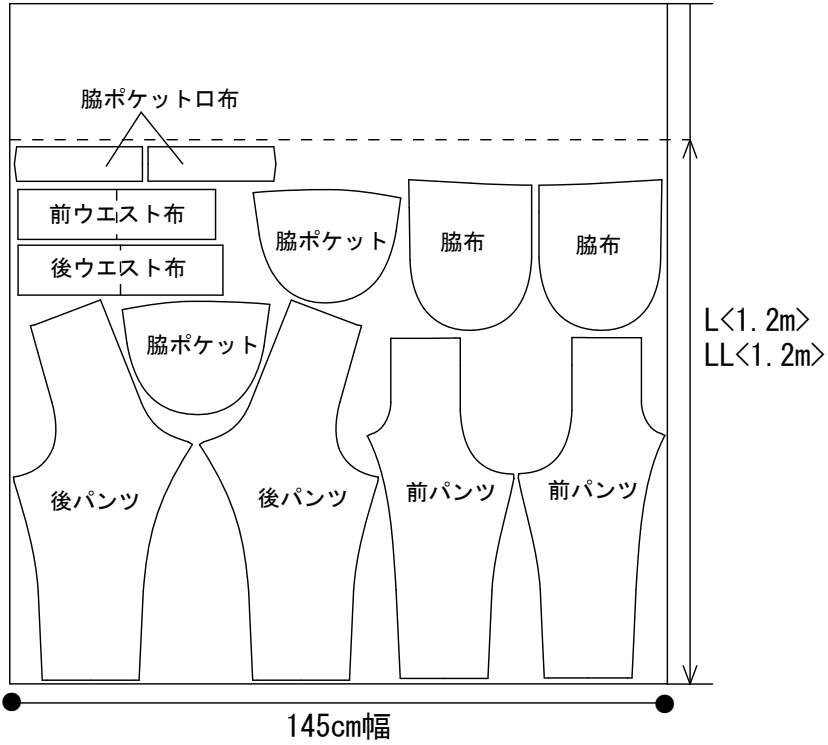 脇ポケット口布
前ウエスト布
後ウエスト布
脇ポケット
脇布
脇布
脇ポケット
L<1.2m>
LL<1.2m>
後パンツ
後パンツ
前パンツ
前パンツ
145cm幅